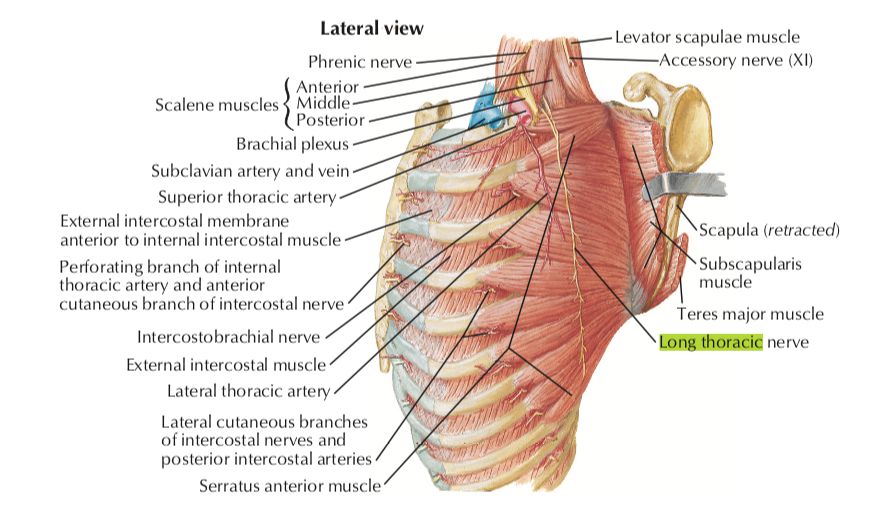 Lateral view
Phrenic nerve
Scalene muscles
Anterior
Middle
Posterior
Brachial plexus
Subclavian artery and vein
Superior thoracic artery
External intercostal membrane
anterior to internal intercostal muscle
Perforating branch of internal
thoracic artery and anterior
cutaneous branch of intercostal nerve
Intercostobrachial nerve
External intercostal muscle
Lateral thoracic artery
Lateral cutaneous branches
of intercostal nerves and
posterior intercostal arteries
Serratus anterior muscle
Levator scapulae muscle
Accessory nerve (XI)
Scapula (retracted)
Subscapularis
muscle
Teres major muscle
Long thoracic nerve